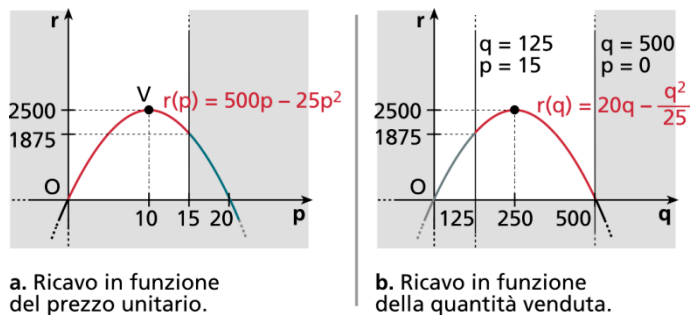 r
V
r(p) = 500p – 25p²
2500
1875
O
10 15 20 p
a. Ricavo in funzione
del prezzo unitario.
r
q = 125
p = 15
q = 500
p = 0
2500
r(q) = 20q – q²/25
1875
O
125 250 500 q
b. Ricavo in funzione
della quantità venduta.